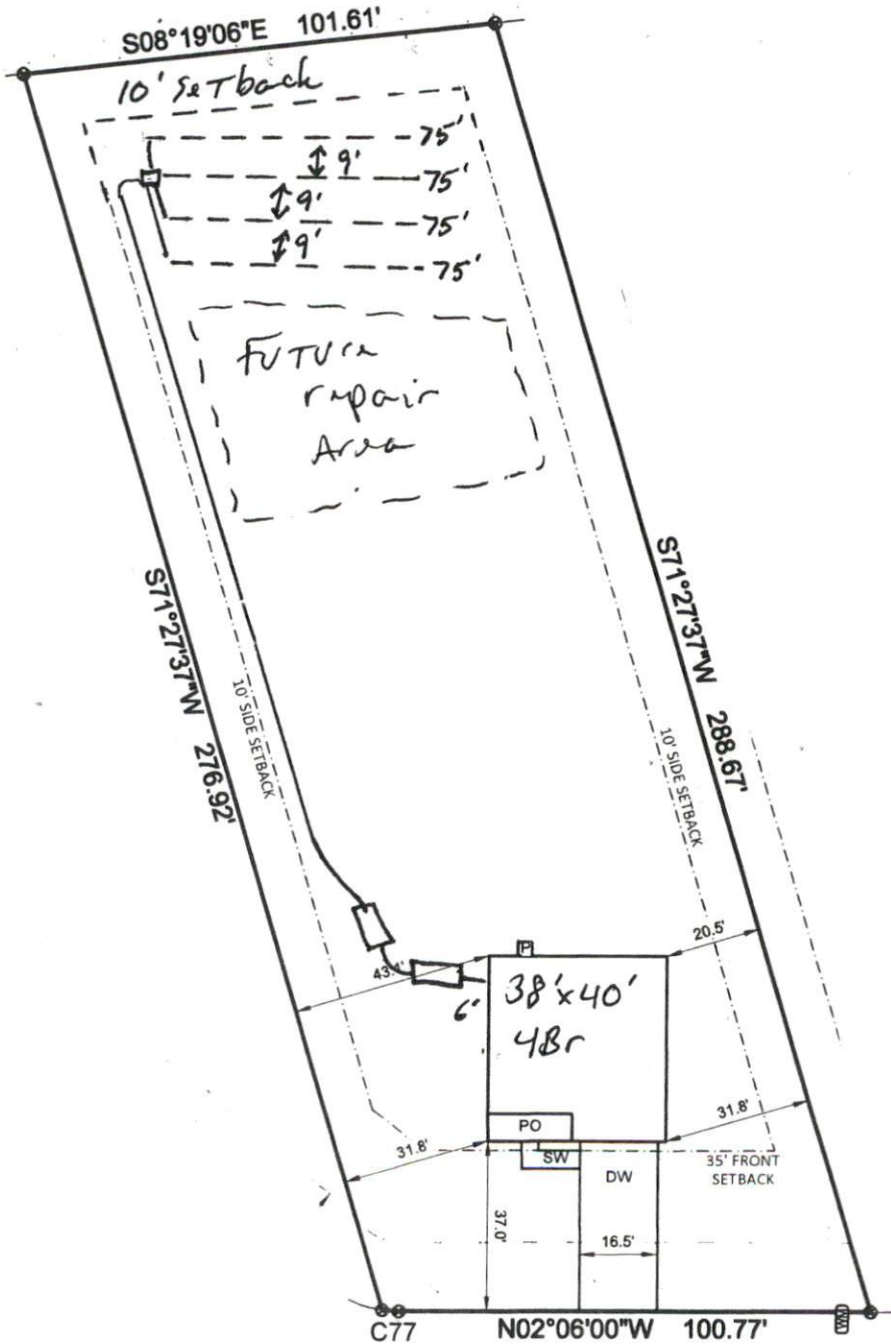 S08°19'06"E 101.61'
10' Setback
75'
9'
75'
9'
75'
9'
75'
Future
repair
Area
S71°27'37"W 276.92'
10' SIDE SETBACK
S71°27'37"W 288.67'
10' SIDE SETBACK
20.5'
P
43.1'
6'
38'x40'
4Br
PO
31.8'
31.8'
SW
DW
35' FRONT
SETBACK
37.0'
16.5'
C77
N02°06'00"W 100.77'
WM